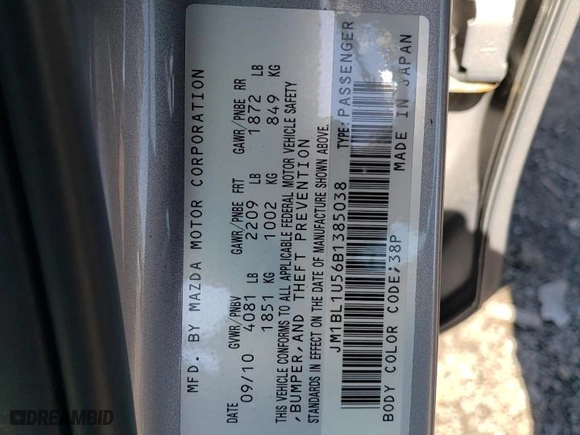 MFD. BY MAZDA MOTOR CORPORATION
DATE GVWR/PNBV GAWR/PNBE FRT GAWR/PNBE RR
09/10 4081 LB 2209 LB 1872 LB
1851 KG 1002 KG 849 KG
THIS VEHICLE CONFORMS TO ALL APPLICABLE FEDERAL MOTOR VEHICLE SAFETY
,BUMPER,AND THEFT PREVENTION
STANDARDS IN EFFECT ON THE DATE OF MANUFACTURE SHOWN ABOVE.
JM1BL1U56B1385038 TYPE:PASSENGER
BODY COLOR CODE;38P MADE IN JAPAN
DREAMBID